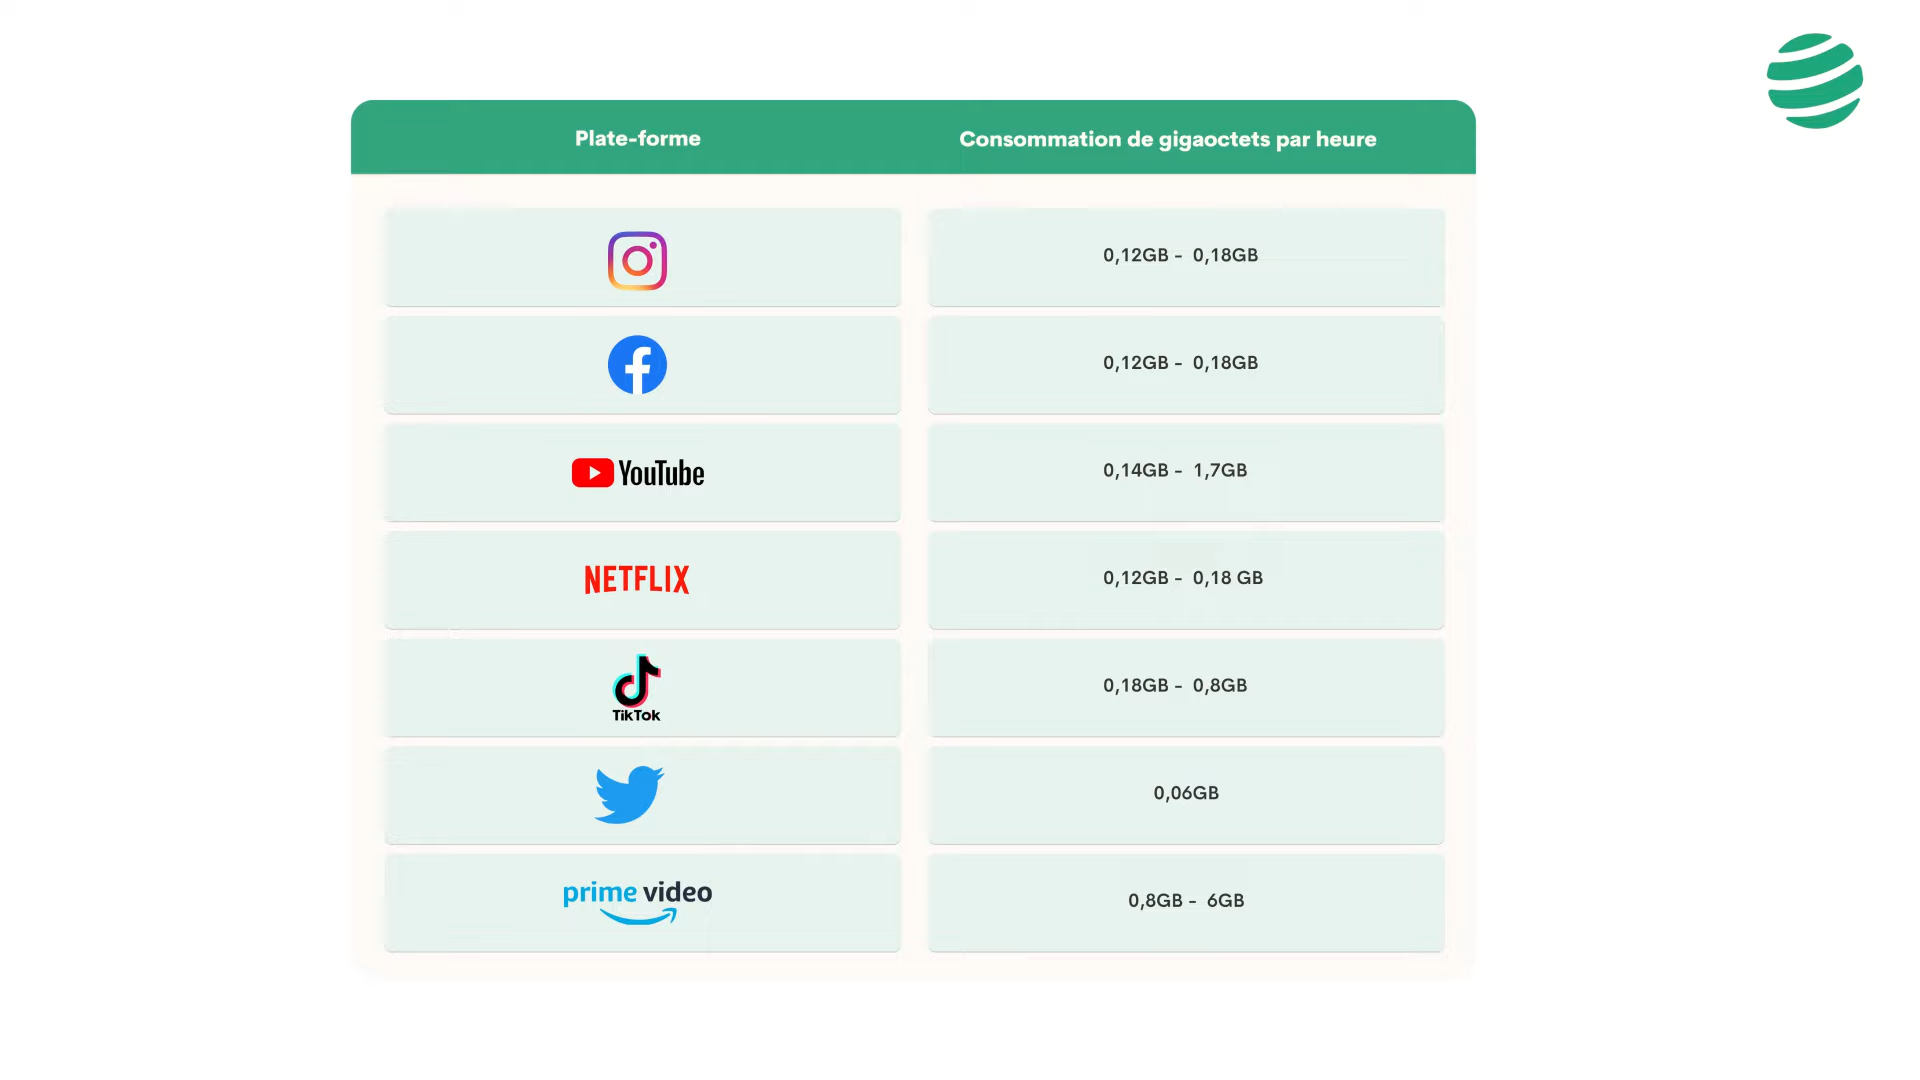 Plate-forme Consommation de gigaoctets par heure
0,12GB - 0,18GB
0,12GB - 0,18GB
YouTube 0,14GB - 1,7GB
NETFLIX 0,12GB - 0,18 GB
TikTok 0,18GB - 0,8GB
0,06GB
prime video 0,8GB - 6GB